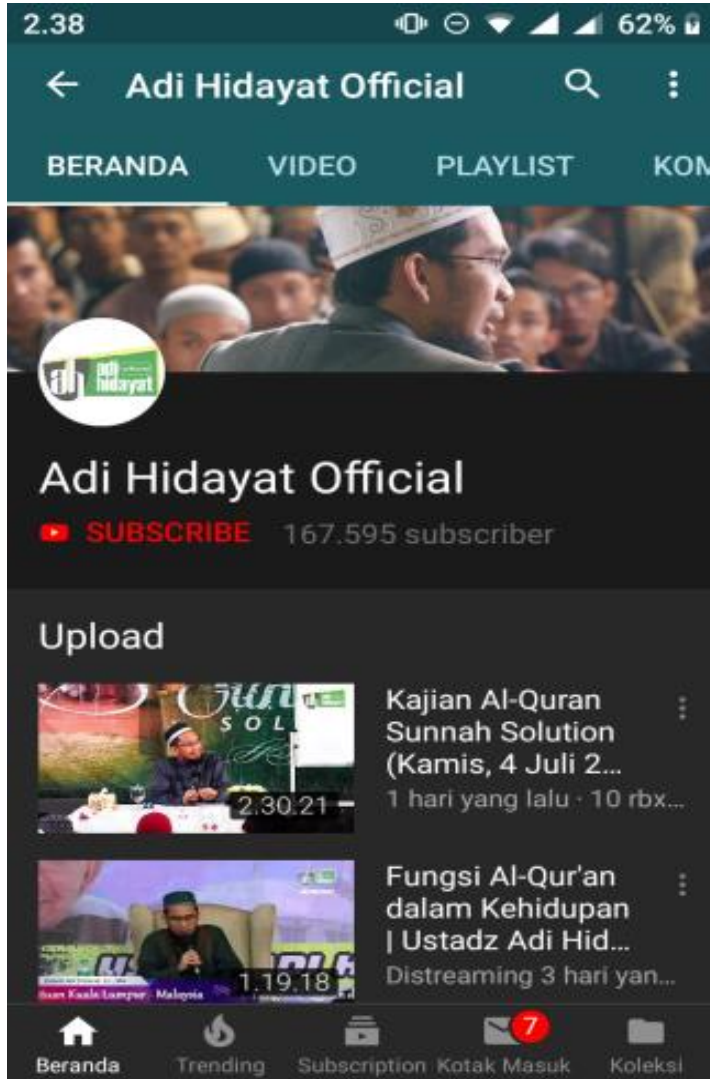 2.38 62%
Adi Hidayat Official
BERANDA VIDEO PLAYLIST KOM
adi
hidayat
Adi Hidayat Official
SUBSCRIBE 167.595 subscriber
Upload
SOL
2.30.21
Kajian Al-Quran
Sunnah Solution
(Kamis, 4 Juli 2...
1 hari yang lalu · 10 rbx...
Kuala Lumpur - Malaysia
1.19.18
Fungsi Al-Qur'an
dalam Kehidupan
| Ustadz Adi Hid...
Distreaming 3 hari yan...
7
Beranda Trending Subscription Kotak Masuk Koleksi